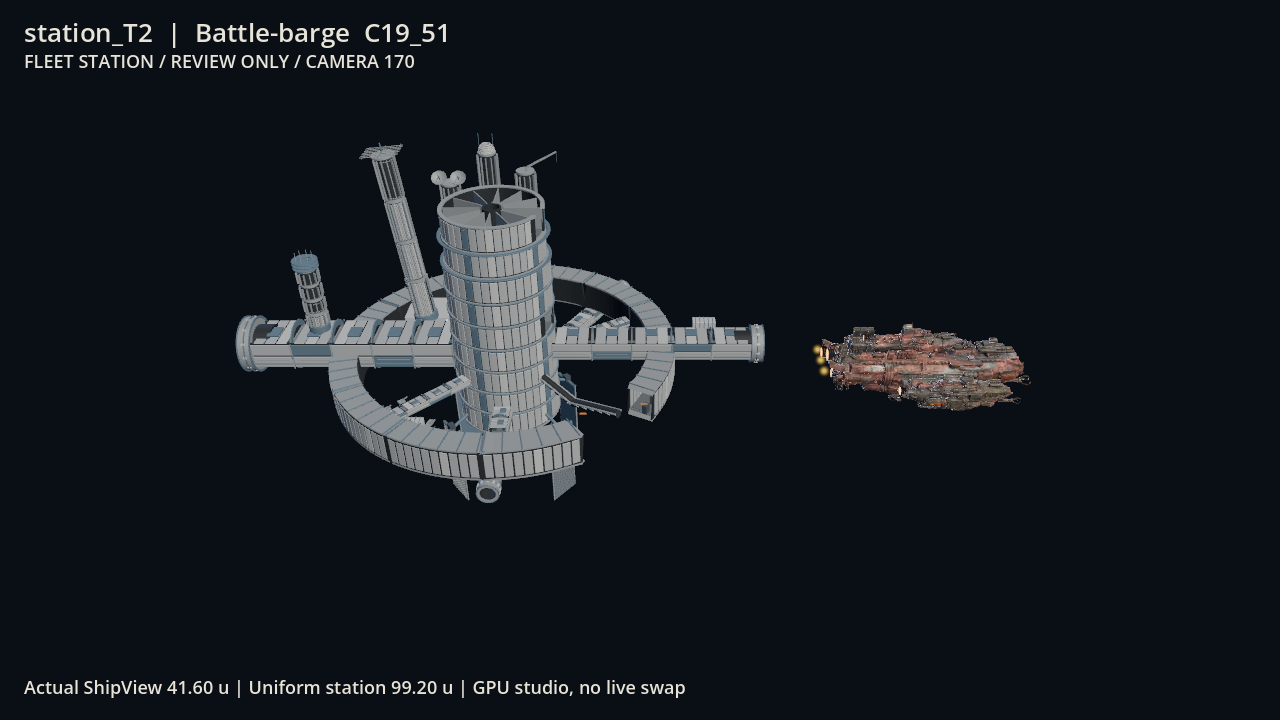 station_T2 | Battle-barge C19_51
FLEET STATION / REVIEW ONLY / CAMERA 170
Actual ShipView 41.60 u | Uniform station 99.20 u | GPU studio, no live swap